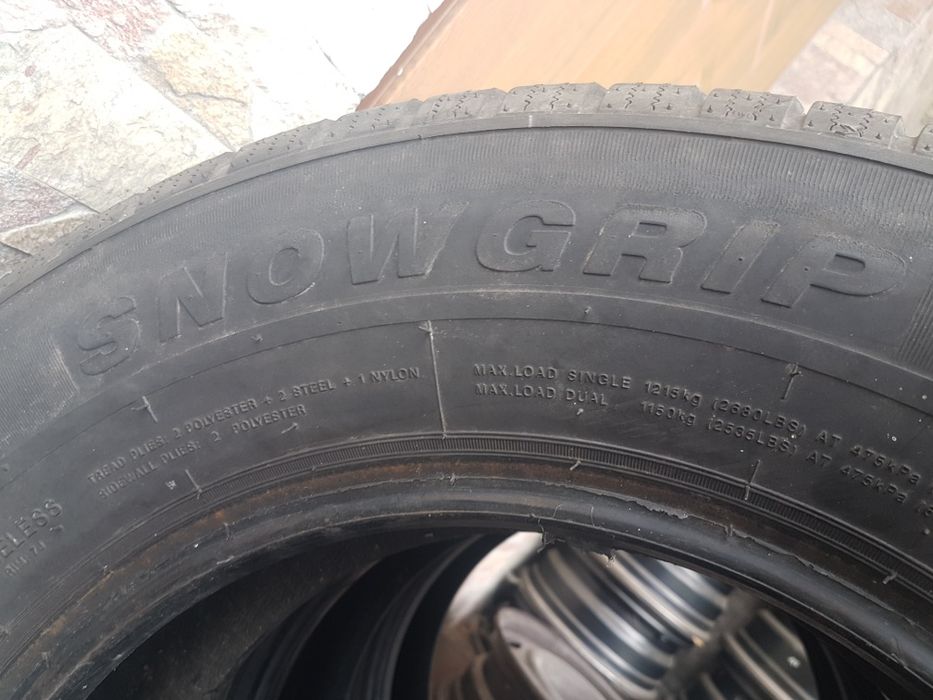 SNOWGRIP
TREAD PLIES: 2 POLYESTER + 2 STEEL + 1 NYLON
SIDEWALL PLIES: 2 POLYESTER
MAX.LOAD SINGLE 1215kg (2680LBS) AT 475kPa
MAX.LOAD DUAL 1150kg (2535LBS) AT 475kPa
ELESS